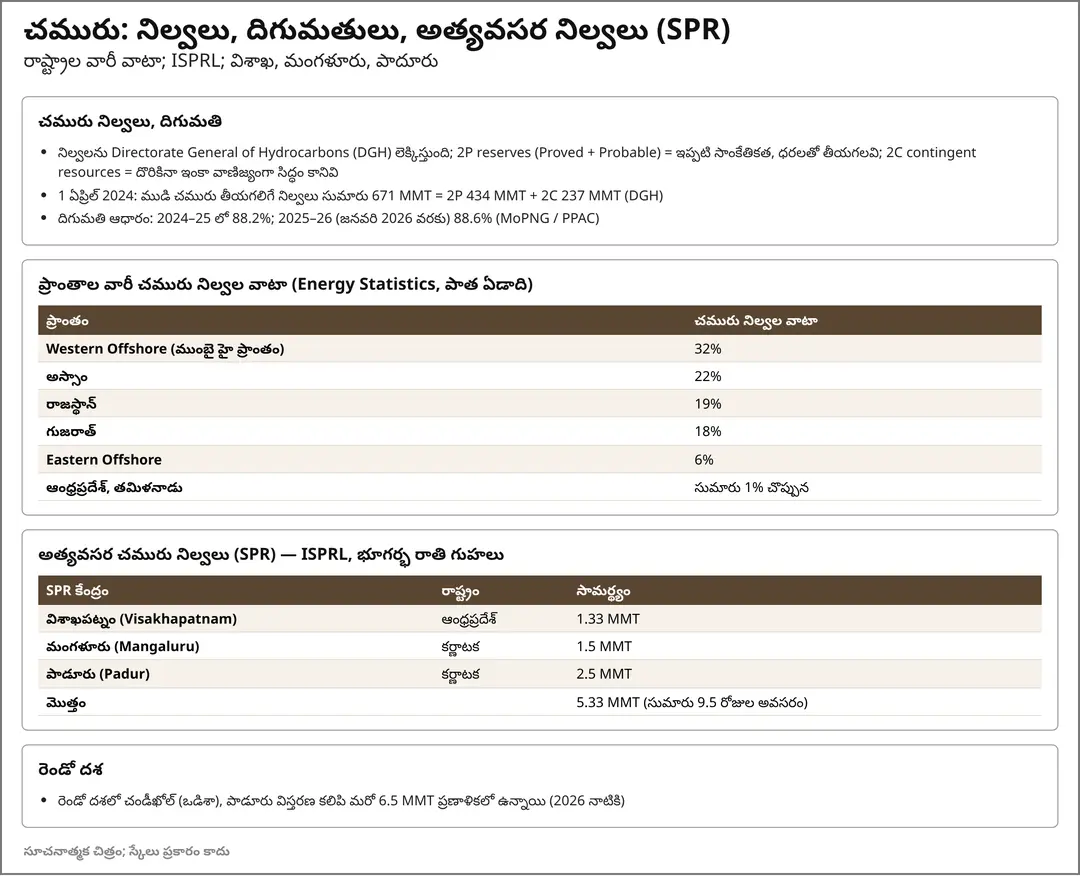 చమురు: నిల్వలు, దిగుమతులు, అత్యవసర నిల్వలు (SPR)
రాష్ట్రాల వారీ వాటా; ISPRL; విశాఖ, మంగళూరు, పాదూరు
చమురు నిల్వలు, దిగుమతి
• నిల్వలను Directorate General of Hydrocarbons (DGH) లెక్కిస్తుంది; 2P reserves (Proved + Probable) = ఇప్పటి సాంకేతికత, ధరలతో తీయగలవి; 2C contingent
resources = దొరికినా ఇంకా వాణిజ్యంగా సిద్ధం కానివి
• 1 ఏప్రిల్ 2024: ముడి చమురు తీయగలిగే నిల్వలు సుమారు 671 MMT = 2P 434 MMT + 2C 237 MMT (DGH)
• దిగుమతి ఆధారం: 2024–25 లో 88.2%; 2025–26 (జనవరి 2026 వరకు) 88.6% (MoPNG / PPAC)
ప్రాంతాల వారీ చమురు నిల్వల వాటా (Energy Statistics, పాత ఏడాది)
ప్రాంతం చమురు నిల్వల వాటా
Western Offshore (ముంబై హై ప్రాంతం) 32%
అస్సాం 22%
రాజస్థాన్ 19%
గుజరాత్ 18%
Eastern Offshore 6%
ఆంధ్రప్రదేశ్, తమిళనాడు సుమారు 1% చొప్పున
అత్యవసర చమురు నిల్వలు (SPR) — ISPRL, భూగర్భ రాతి గుహలు
SPR కేంద్రం రాష్ట్రం సామర్థ్యం
విశాఖపట్నం (Visakhapatnam) ఆంధ్రప్రదేశ్ 1.33 MMT
మంగళూరు (Mangaluru) కర్ణాటక 1.5 MMT
పాడూరు (Padur) కర్ణాటక 2.5 MMT
మొత్తం 5.33 MMT (సుమారు 9.5 రోజుల అవసరం)
రెండో దశ
• రెండో దశలో చండీఖోల్ (ఒడిశా), పాడూరు విస్తరణ కలిపి మరో 6.5 MMT ప్రణాళికలో ఉన్నాయి (2026 నాటికి)
సూచనాత్మక చిత్రం; స్కేలు ప్రకారం కాదు